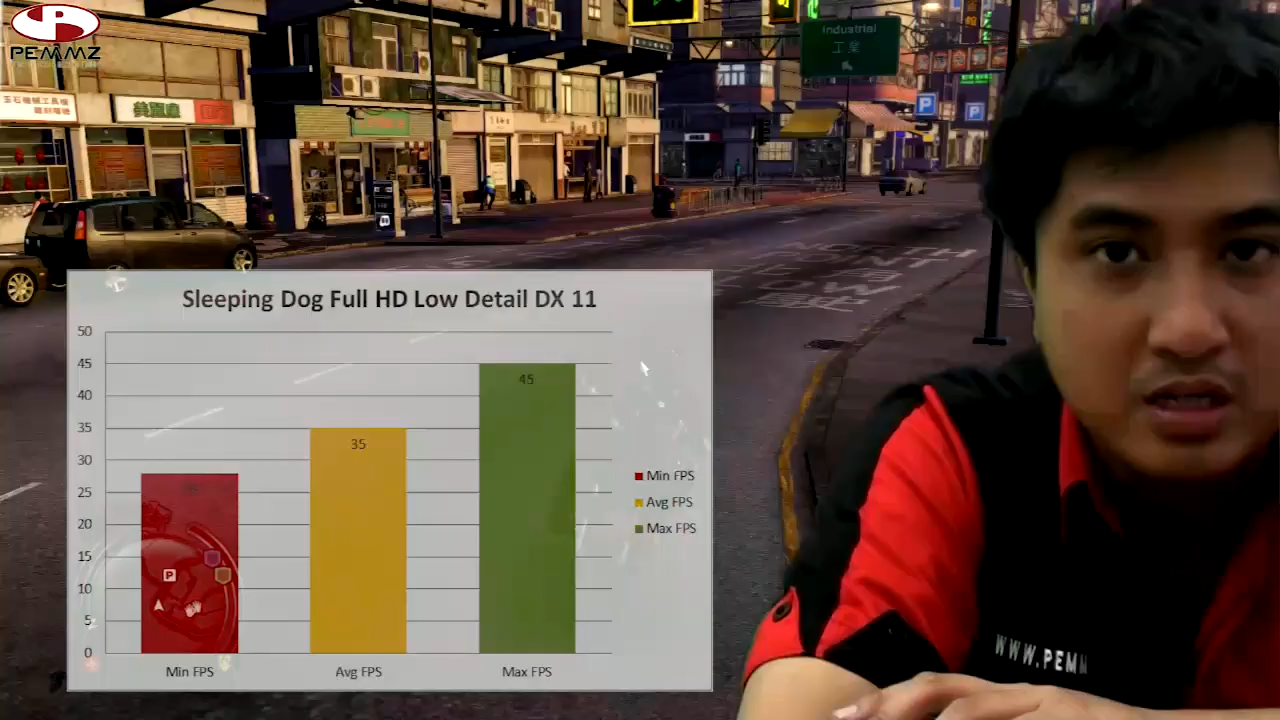 PEMMZ
Industrial
工業
P
P
Sleeping Dog Full HD Low Detail DX 11
50
45
40
35
30
25
20
15
10
5
0
35
45
P
Min FPS
Avg FPS
Max FPS
Min FPS
Avg FPS
Max FPS
WWW.PEMM